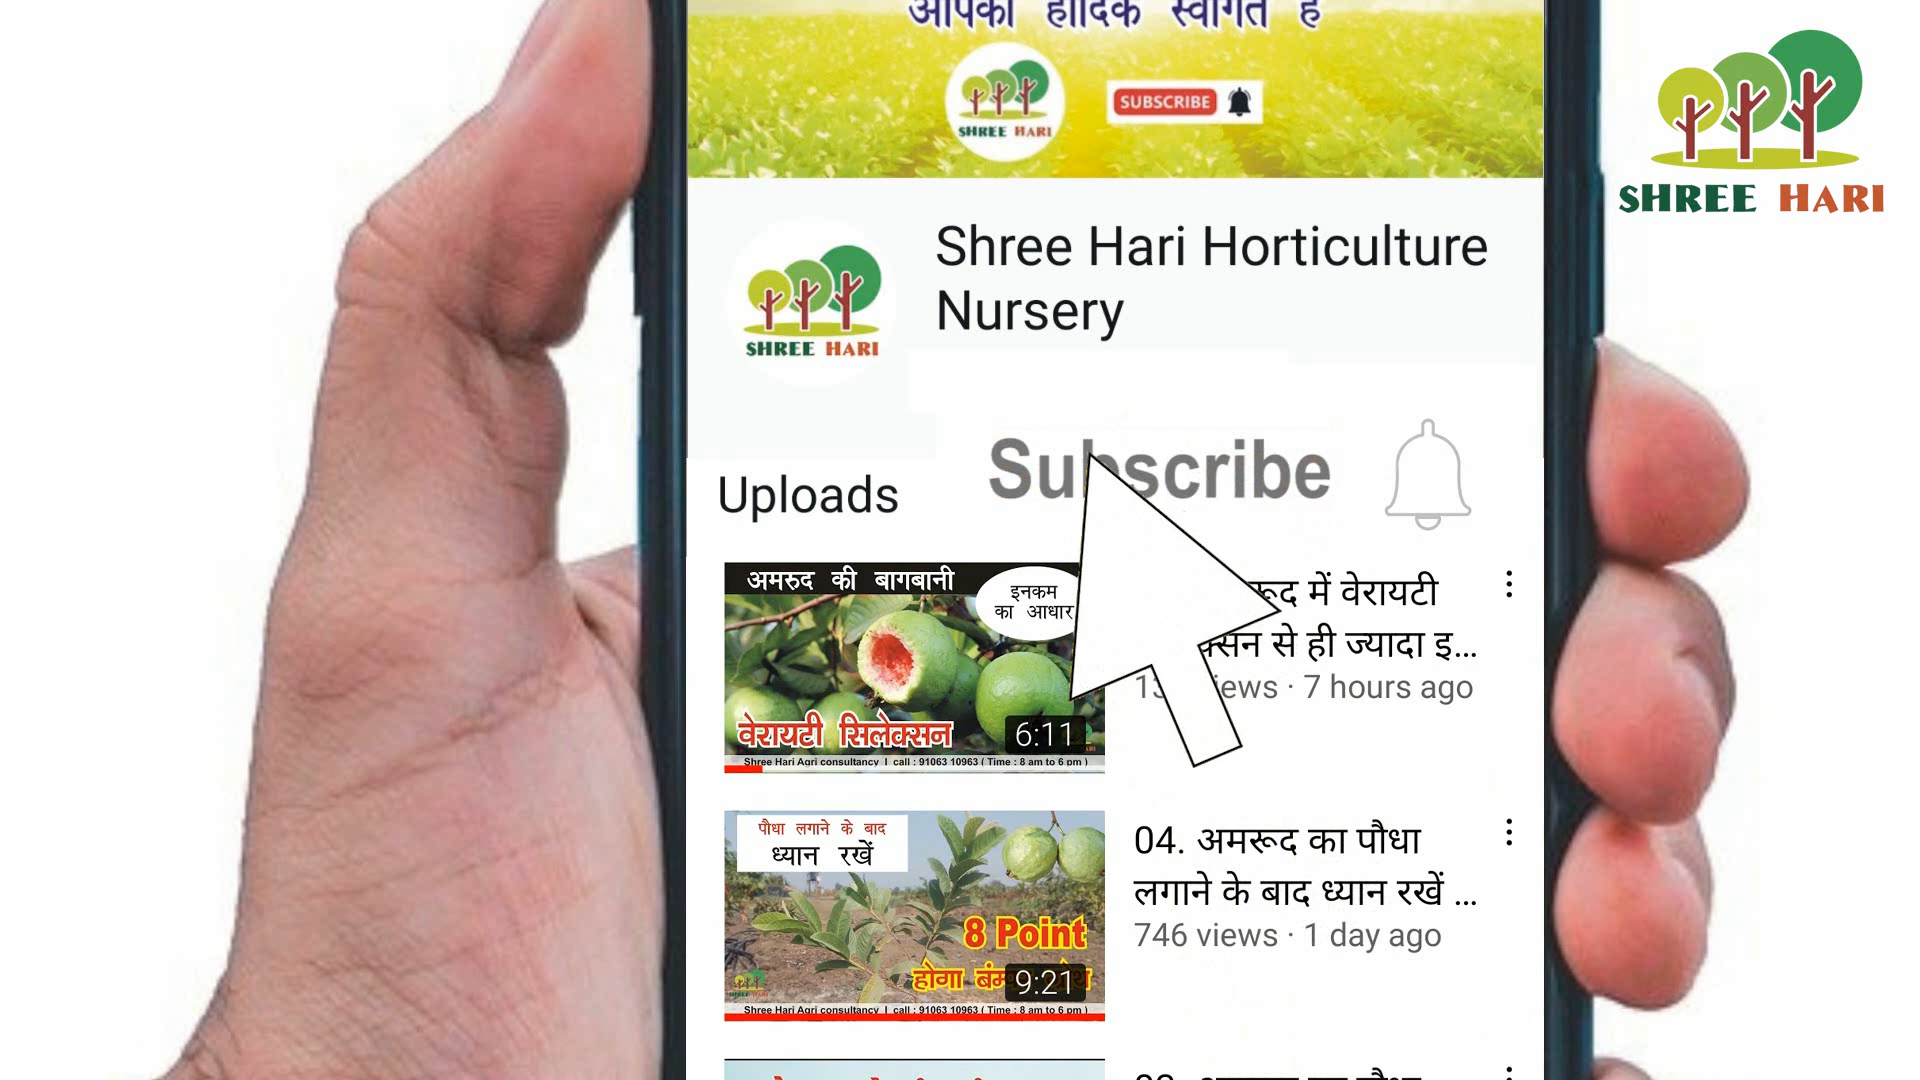 आपका हार्दिक स्वागत है
SHREE HARI
SUBSCRIBE
SHREE HARI
Shree Hari Horticulture
Nursery
SHREE HARI
Subscribe
Uploads
अमरुद की बागबानी
इनकम
का आधार
वेरायटी सिलेक्सन
6:11
Shree Hari Agri consultancy I call : 91063 10963 ( Time : 8 am to 6 pm )
में वेरायटी
से ही ज्यादा इ...
7 hours ago
पौधा लगाने के बाद
ध्यान रखें
8 Point
होगा
9:21
SHREE HARI
Shree Hari Agri consultancy I call : 91063 10963 ( Time : 8 am to 6 pm )
04. अमरूद का पौधा
लगाने के बाद ध्यान रखें ...
746 views · 1 day ago